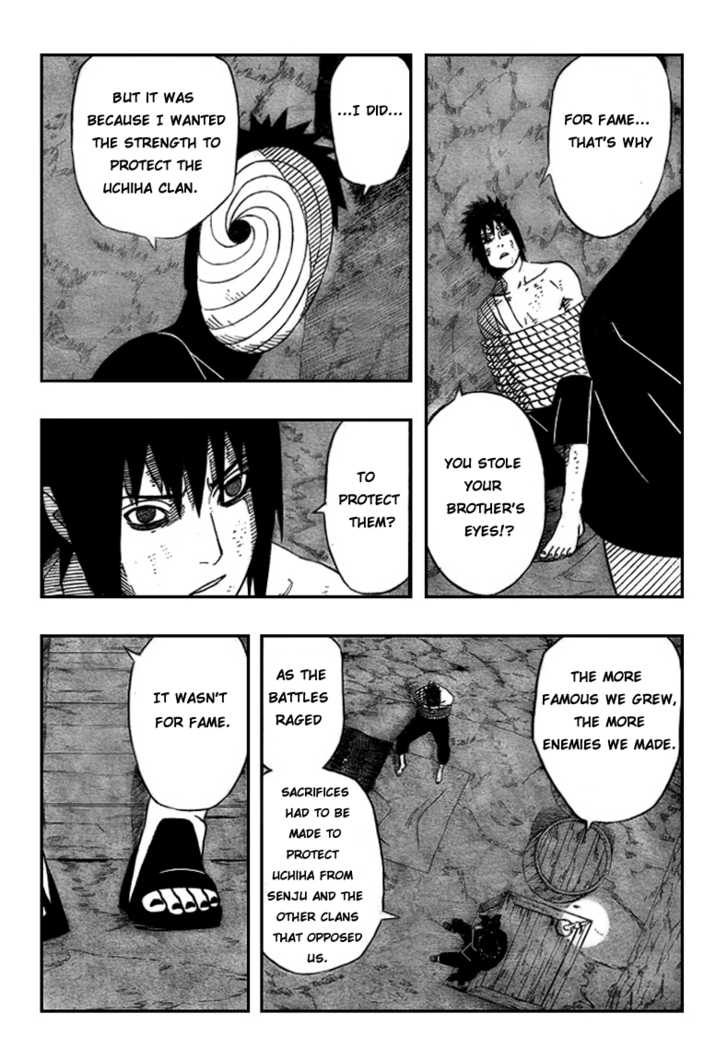 FOR FAME...
THAT'S WHY
YOU STOLE
YOUR
BROTHER'S
EYES!?
...I DID...
BUT IT WAS
BECAUSE I WANTED
THE STRENGTH TO
PROTECT THE
UCHIHA CLAN.
TO
PROTECT
THEM?
THE MORE
FAMOUS WE GREW,
THE MORE
ENEMIES WE MADE.
AS THE
BATTLES
RAGED
SACRIFICES
HAD TO BE
MADE TO
PROTECT
UCHIHA FROM
SENJU AND THE
OTHER CLANS
THAT OPPOSED
US.
IT WASN'T
FOR FAME.